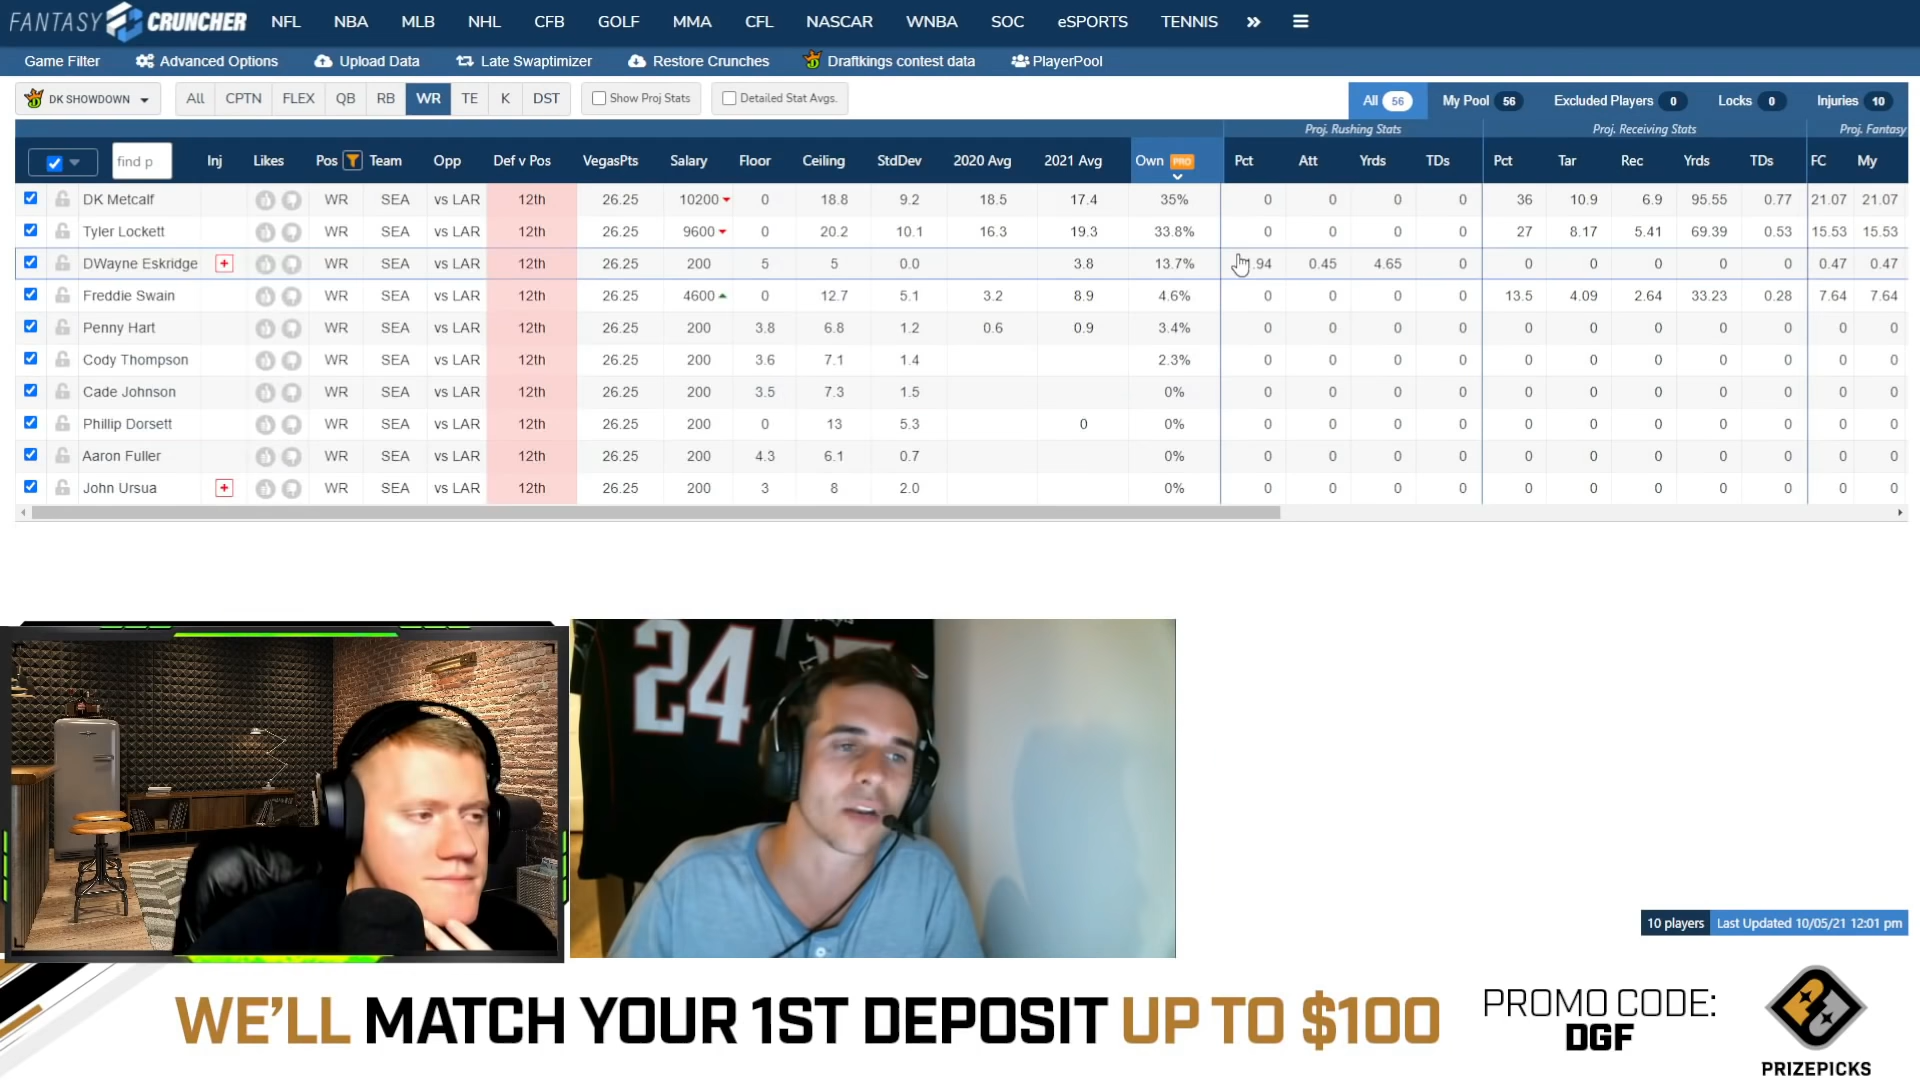 FANTASY CRUNCHER NFL NBA MLB NHL CFB GOLF MMA CFL NASCAR WNBA SOC eSPORTS TENNIS »
Game Filter Advanced Options Upload Data Late Swaptimizer Restore Crunches Draftkings contest data PlayerPool
DK SHOWDOWN All CPTN FLEX QB RB WR TE K DST Show Proj Stats Detailed Stat Avgs. All 56 My Pool 56 Excluded Players 0 Locks 0 Injuries 10
Proj. Rushing Stats Proj. Receiving Stats Proj. Fantasy
find p Inj Likes Pos Team Opp Def v Pos VegasPts Salary Floor Ceiling StdDev 2020 Avg 2021 Avg Own PRO Pct Att Yrds TDs Pct Tar Rec Yrds TDs FC My
DK Metcalf WR SEA vs LAR 12th 26.25 10200 0 18.8 9.2 18.5 17.4 35% 0 0 0 0 36 10.9 6.9 95.55 0.77 21.07 21.07
Tyler Lockett WR SEA vs LAR 12th 26.25 9600 0 20.2 10.1 16.3 19.3 33.8% 0 0 0 0 27 8.17 5.41 69.39 0.53 15.53 15.53
DWayne Eskridge + WR SEA vs LAR 12th 26.25 200 5 5 0.0 3.8 13.7% .94 0.45 4.65 0 0 0 0 0 0 0.47 0.47
Freddie Swain WR SEA vs LAR 12th 26.25 4600 0 12.7 5.1 3.2 8.9 4.6% 0 0 0 0 13.5 4.09 2.64 33.23 0.28 7.64 7.64
Penny Hart WR SEA vs LAR 12th 26.25 200 3.8 6.8 1.2 0.6 0.9 3.4% 0 0 0 0 0 0 0 0 0 0 0
Cody Thompson WR SEA vs LAR 12th 26.25 200 3.6 7.1 1.4 2.3% 0 0 0 0 0 0 0 0 0 0 0
Cade Johnson WR SEA vs LAR 12th 26.25 200 3.5 7.3 1.5 0% 0 0 0 0 0 0 0 0 0 0 0
Phillip Dorsett WR SEA vs LAR 12th 26.25 200 0 13 5.3 0 0% 0 0 0 0 0 0 0 0 0 0 0
Aaron Fuller WR SEA vs LAR 12th 26.25 200 4.3 6.1 0.7 0% 0 0 0 0 0 0 0 0 0 0 0
John Ursua + WR SEA vs LAR 12th 26.25 200 3 8 2.0 0% 0 0 0 0 0 0 0 0 0 0 0
24
10 players Last Updated 10/05/21 12:01 pm
WE'LL MATCH YOUR 1ST DEPOSIT UP TO $100
PROMO CODE:
DGF
PRIZEPICKS